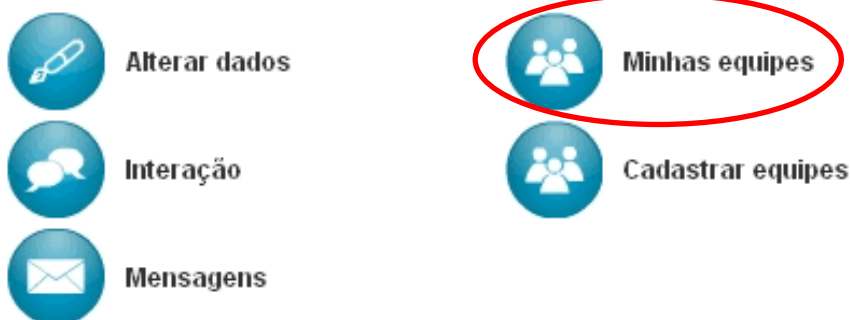 Alterar dados
Minhas equipes
Interação
Cadastrar equipes
Mensagens